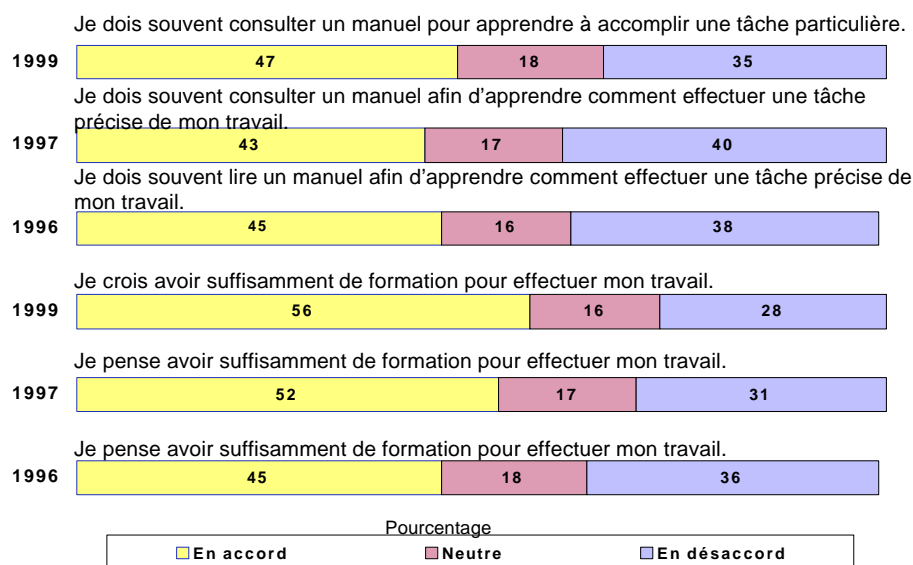 Je dois souvent consulter un manuel pour apprendre à accomplir une tâche particulière.
1999 47 18 35
Je dois souvent consulter un manuel afin d'apprendre comment effectuer une tâche
précise de mon travail.
1997 43 17 40
Je dois souvent lire un manuel afin d'apprendre comment effectuer une tâche précise de
mon travail.
1996 45 16 38
Je crois avoir suffisamment de formation pour effectuer mon travail.
1999 56 16 28
Je pense avoir suffisamment de formation pour effectuer mon travail.
1997 52 17 31
Je pense avoir suffisamment de formation pour effectuer mon travail.
1996 45 18 36
Pourcentage
En accord Neutre En désaccord